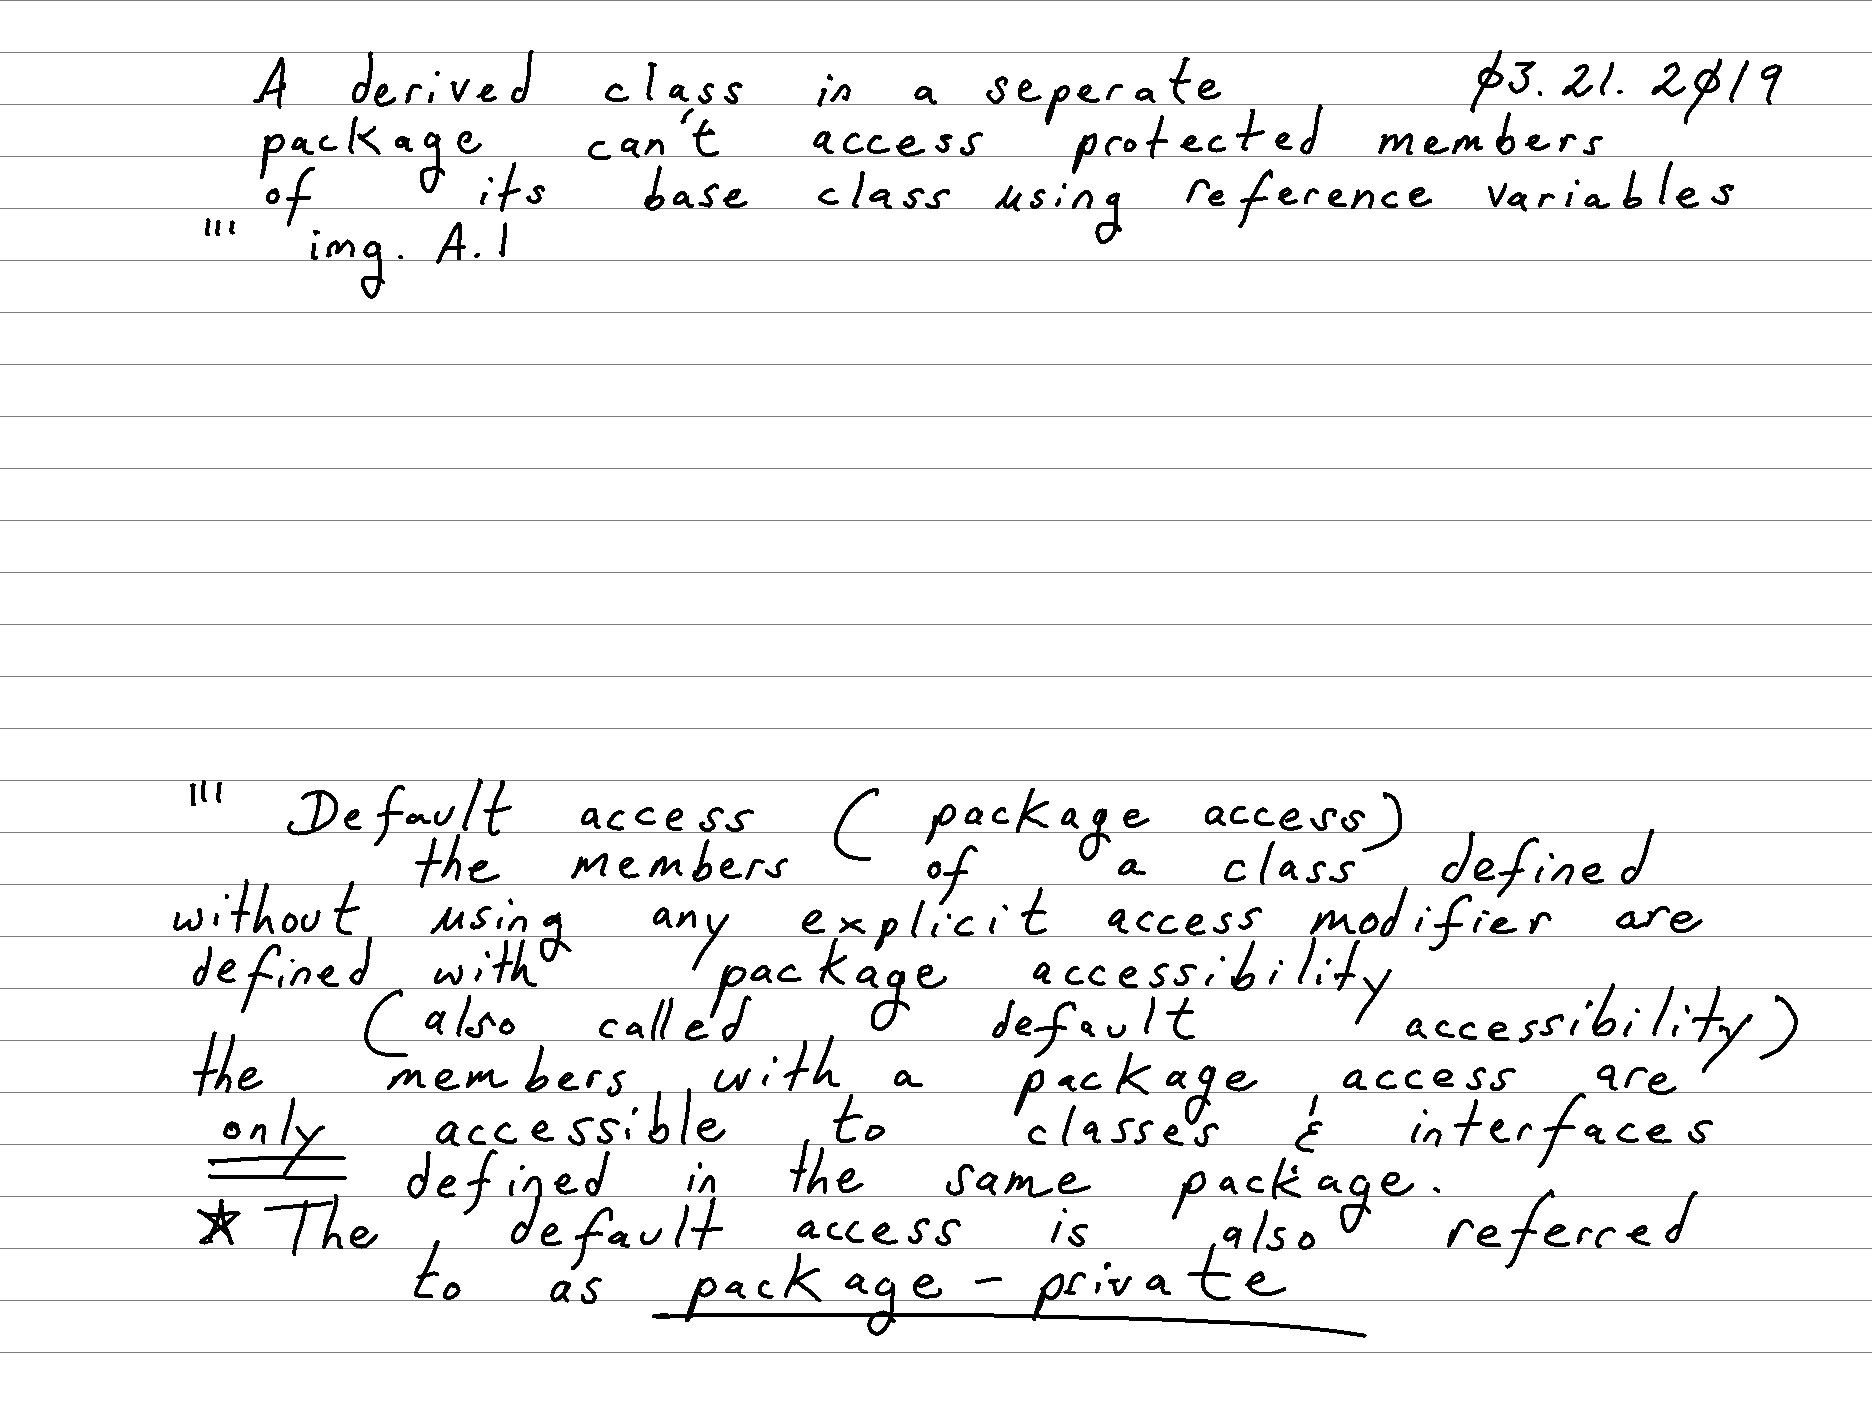 A derived class in a seperate 03.21.2019
package can't access protected members
of its base class using reference variables
''' img. A.1
''' Default access ( package access )
the members of a class defined
without using any explicit access modifier are
defined with package accessibility
( also called default accessibility )
the members with a package access are
only accessible to classes & interfaces
defined in the same package.
* The default access is also referred
to as package - private